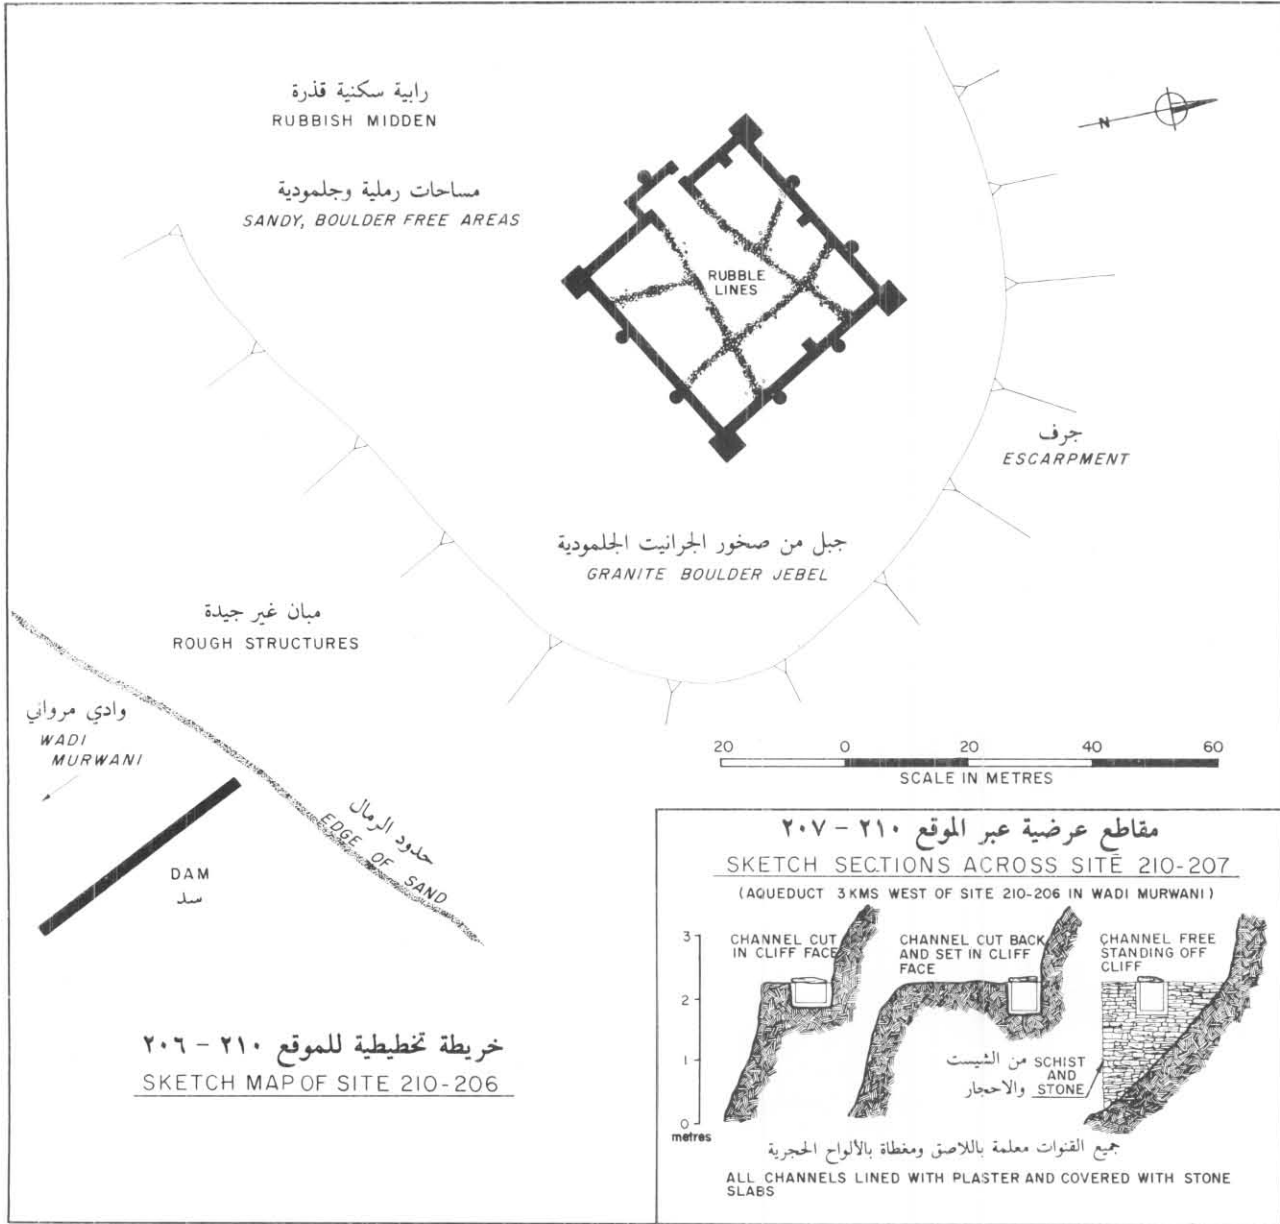 رابية سكنية قذرة
RUBBISH MIDDEN
مساحات رملية وجلمودية
SANDY, BOULDER FREE AREAS
N
RUBBLE
LINES
جرف
ESCARPMENT
جبل من صخور الجرانيت الجلمودية
GRANITE BOULDER JEBEL
مبان غير جيدة
ROUGH STRUCTURES
وادي مرواني
WADI
MURWANI
حدود الرمال
EDGE OF SAND
DAM
سد
20 0 20 40 60
SCALE IN METRES
خريطة تخطيطية للموقع ٢١٠ - ٢٠٦
SKETCH MAP OF SITE 210-206
مقاطع عرضية عبر الموقع ٢١٠ - ٢٠٧
SKETCH SECTIONS ACROSS SITE 210-207
(AQUEDUCT 3 KMS WEST OF SITE 210-206 IN WADI MURWANI)
3
2
1
0
metres
CHANNEL CUT
IN CLIFF FACE
CHANNEL CUT BACK
AND SET IN CLIFF
FACE
CHANNEL FREE
STANDING OFF
CLIFF
من الشيست
والاحجار
SCHIST
AND
STONE
جميع القنوات معلمة باللاصق ومغطاة بالألواح الحجرية
ALL CHANNELS LINED WITH PLASTER AND COVERED WITH STONE
SLABS